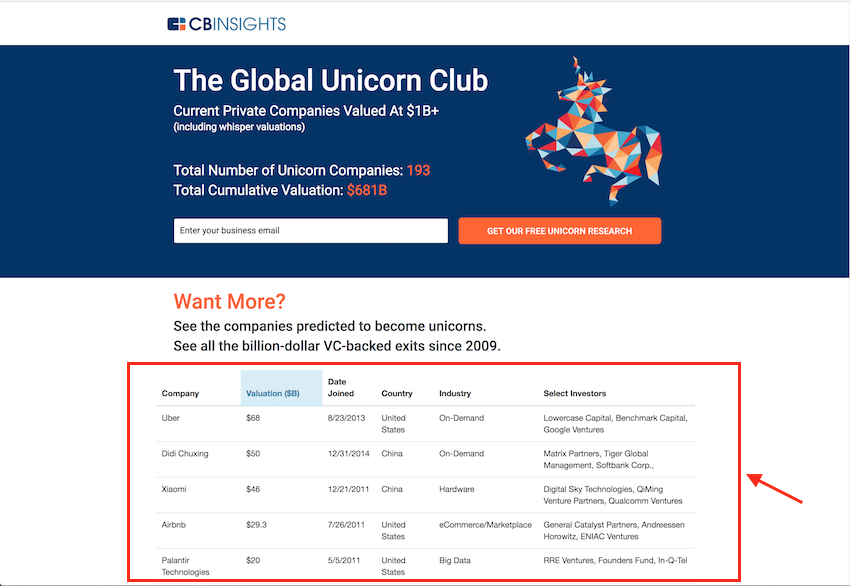 CBINSIGHTS
The Global Unicorn Club
Current Private Companies Valued At $1B+
(including whisper valuations)
Total Number of Unicorn Companies: 193
Total Cumulative Valuation: $681B
Enter your business email
GET OUR FREE UNICORN RESEARCH
Want More?
See the companies predicted to become unicorns.
See all the billion-dollar VC-backed exits since 2009.
Company Valuation ($B) Date Joined Country Industry Select Investors
Uber $68 8/23/2013 United States On-Demand Lowercase Capital, Benchmark Capital, Google Ventures
Didi Chuxing $50 12/31/2014 China On-Demand Matrix Partners, Tiger Global Management, Softbank Corp.,
Xiaomi $46 12/21/2011 China Hardware Digital Sky Technologies, QiMing Venture Partners, Qualcomm Ventures
Airbnb $29.3 7/26/2011 United States eCommerce/Marketplace General Catalyst Partners, Andreessen Horowitz, ENIAC Ventures
Palantir Technologies $20 5/5/2011 United States Big Data RRE Ventures, Founders Fund, In-Q-Tel